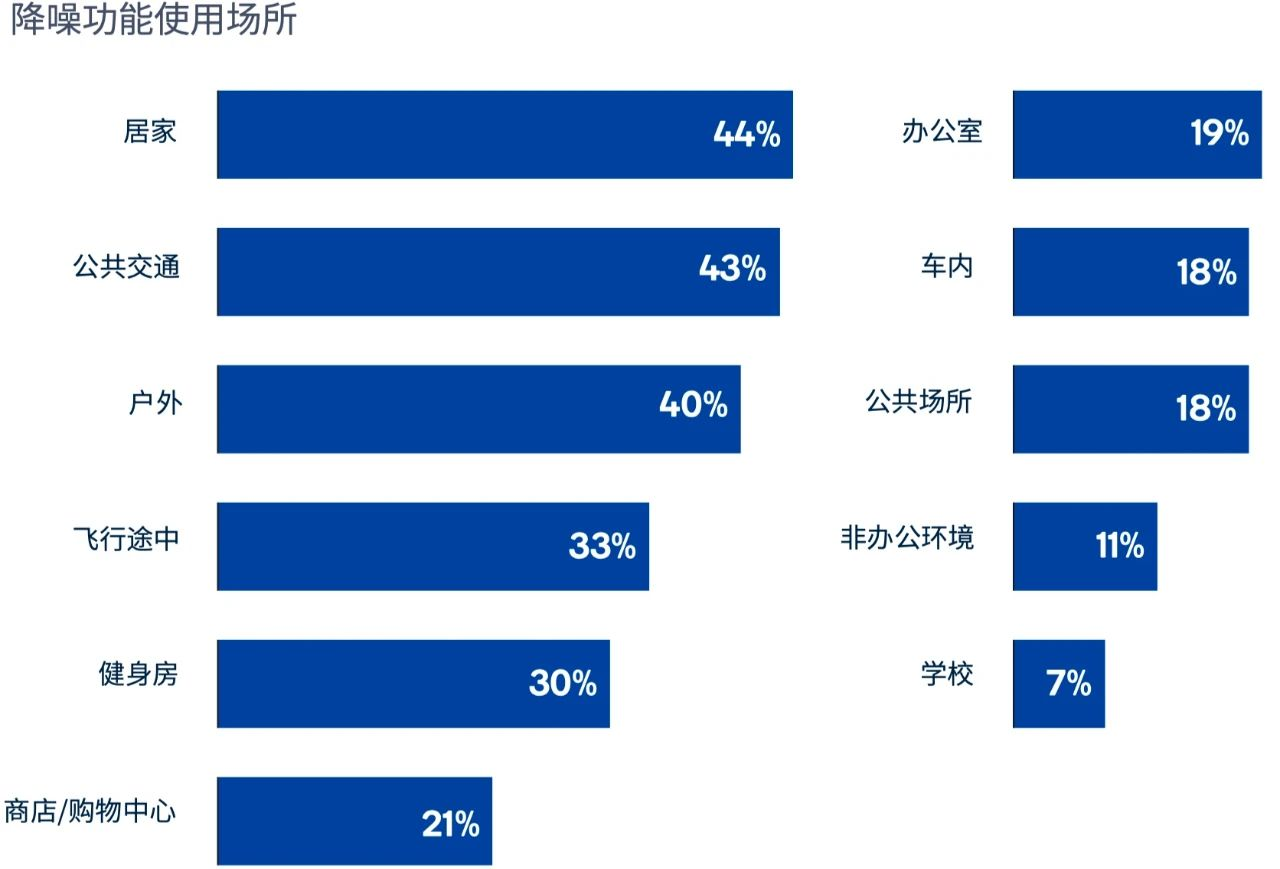 降噪功能使用场所
居家 44%
公共交通 43%
户外 40%
飞行途中 33%
健身房 30%
商店/购物中心 21%
办公室 19%
车内 18%
公共场所 18%
非办公环境 11%
学校 7%